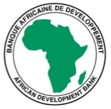 BANQUE AFRICAINE DE DEVELOPPEMENT
AFRICAN DEVELOPMENT BANK